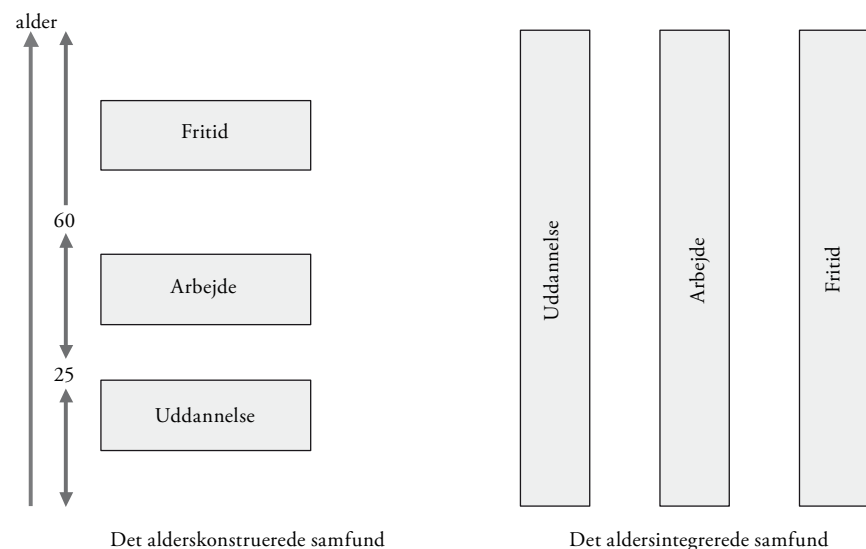 alder
Fritid
60
Arbejde
25
Uddannelse
Det alderskonstruerede samfund
Uddannelse
Arbejde
Fritid
Det aldersintegrerede samfund